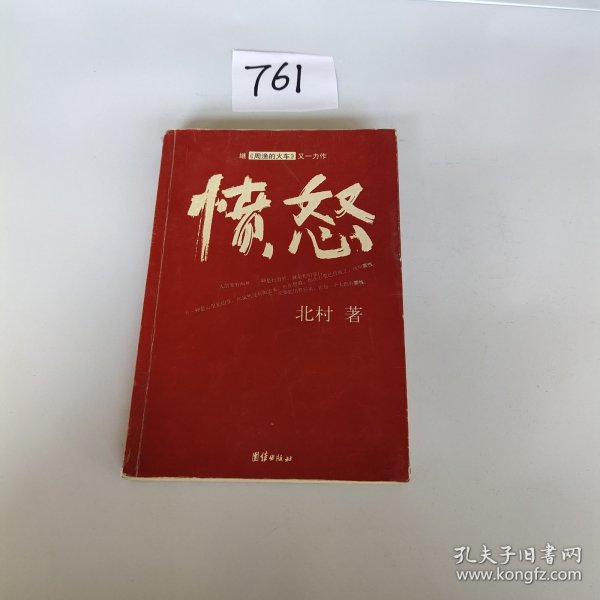 761
继《周渔的火车》又一力作
愤怒
北村 著
团结出版社
孔夫子旧书网
www.kongfz.com